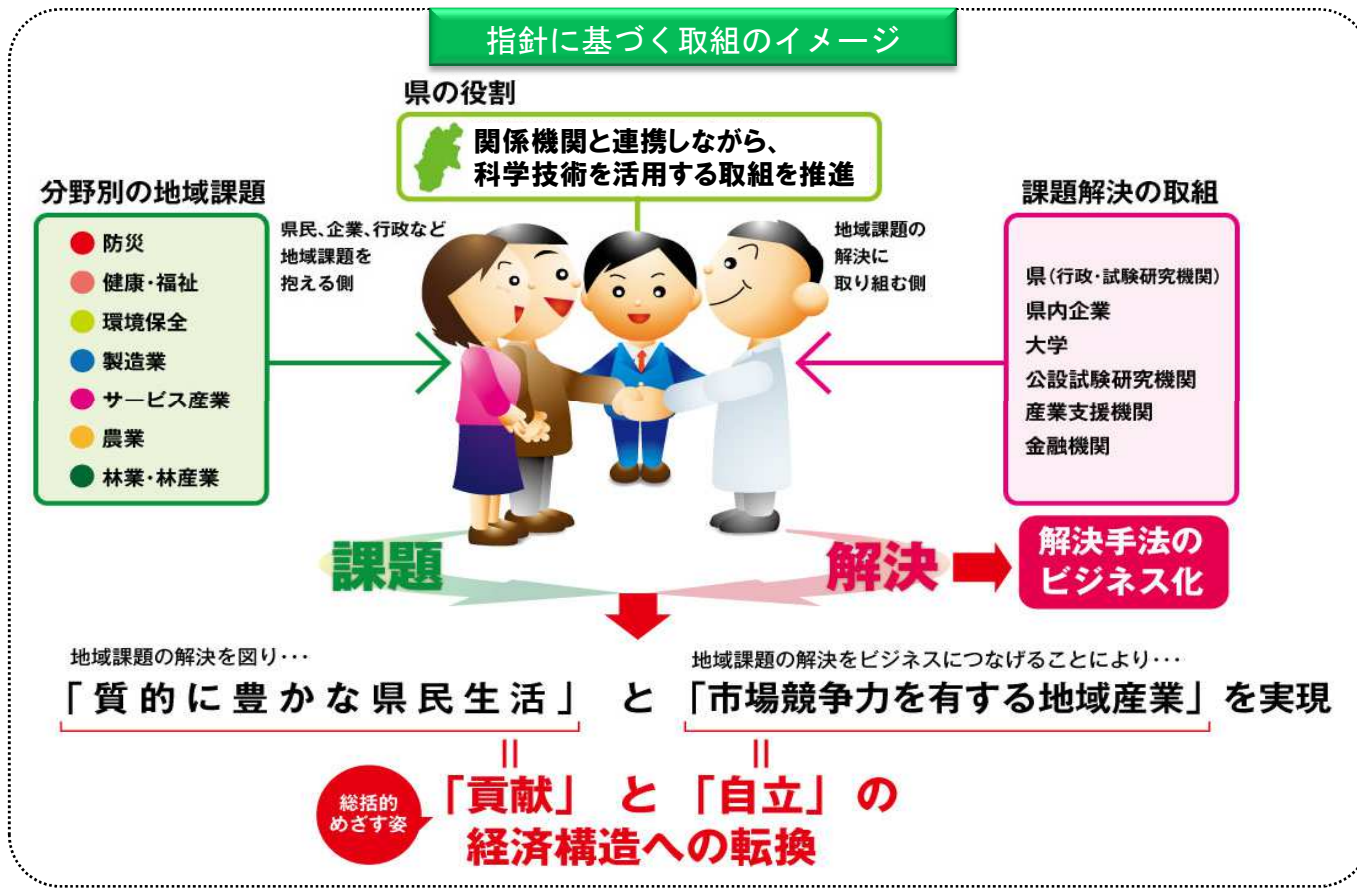 指針に基づく取組のイメージ
県の役割
関係機関と連携しながら、
科学技術を活用する取組を推進
分野別の地域課題
防災
健康・福祉
環境保全
製造業
サービス産業
農業
林業・林産業
県民、企業、行政など
地域課題を
抱える側
地域課題の
解決に
取り組む側
課題解決の取組
県(行政・試験研究機関)
県内企業
大学
公設試験研究機関
産業支援機関
金融機関
課題
解決
解決手法の
ビジネス化
地域課題の解決を図り・・・
「質的に豊かな県民生活」
と
地域課題の解決をビジネスにつなげることにより・・・
「市場競争力を有する地域産業」を実現
=
=
総括的
めざす姿
「貢献」と「自立」の
経済構造への転換